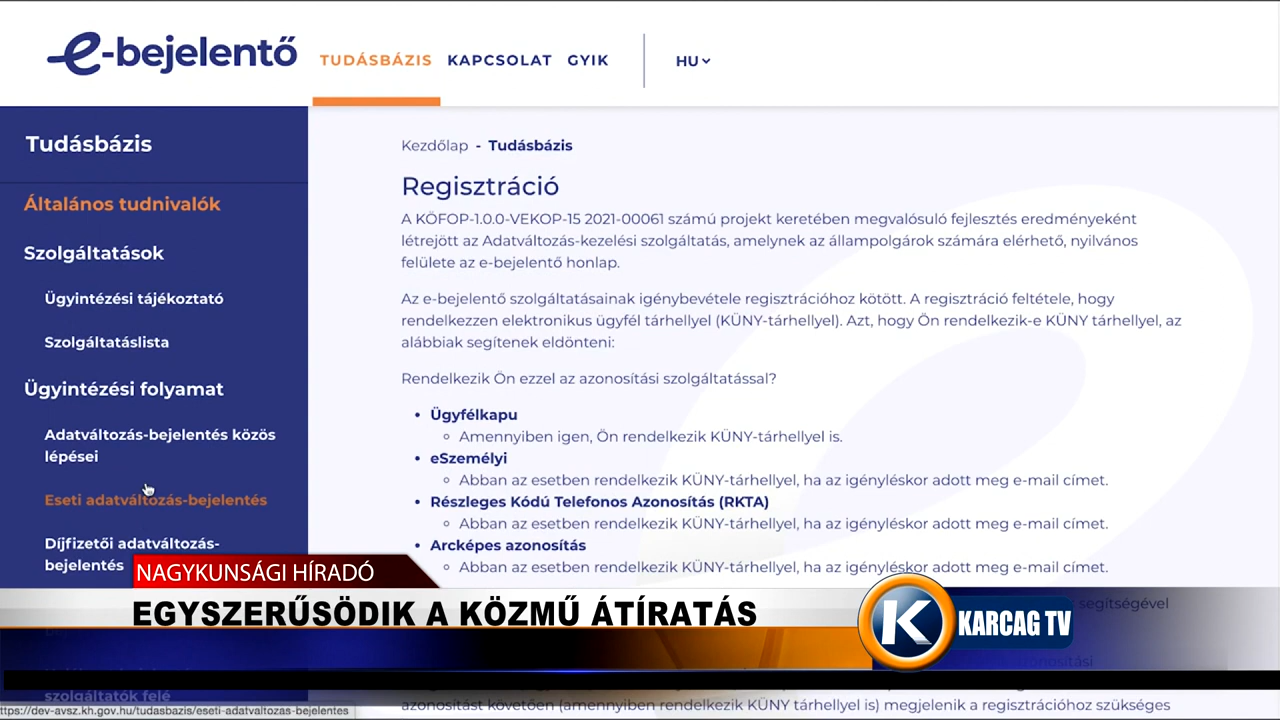 e-bejelentő
TUDÁSBÁZIS KAPCSOLAT GYIK HU
Tudásbázis
Általános tudnivalók
Szolgáltatások
Ügyintézési tájékoztató
Szolgáltatáslista
Ügyintézési folyamat
Adatváltozás-bejelentés közös
lépései
Eseti adatváltozás-bejelentés
Díjfizetői adatváltozás-
bejelentés
szolgáltatók felé
Kezdőlap - Tudásbázis
Regisztráció
A KÖFOP-1.0.0-VEKOP-15 2021-00061 számú projekt keretében megvalósuló fejlesztés eredményeként
létrejött az Adatváltozás-kezelési szolgáltatás, amelynek az állampolgárok számára elérhető, nyilvános
felülete az e-bejelentő honlap.
Az e-bejelentő szolgáltatásainak igénybevétele regisztrációhoz kötött. A regisztráció feltétele, hogy
rendelkezzen elektronikus ügyfél tárhellyel (KÜNY-tárhellyel). Azt, hogy Ön rendelkezik-e KÜNY tárhellyel, az
alábbiak segítenek eldönteni:
Rendelkezik Ön ezzel az azonosítási szolgáltatással?
• Ügyfélkapu
Amennyiben igen, Ön rendelkezik KÜNY-tárhellyel is.
• eSzemélyi
Abban az esetben rendelkezik KÜNY-tárhellyel, ha az igényléskor adott meg e-mail címet.
• Részleges Kódú Telefonos Azonosítás (RKTA)
Abban az esetben rendelkezik KÜNY-tárhellyel, ha az igényléskor adott meg e-mail címet.
• Arcképes azonosítás
Abban az esetben rendelkezik KÜNY-tárhellyel, ha az igényléskor adott meg e-mail címet.
segítségével
azonosítást követően (amennyiben rendelkezik KÜNY tárhellyel is) megjelenik a regisztrációhoz szükséges
NAGYKUNSÁGI HÍRADÓ
EGYSZERŰSÖDIK A KÖZMŰ ÁTÍRATÁS
K KARCAG TV
ttps://dev-avsz.kh.gov.hu/tudasbazis/eseti-adatvaltozas-bejelentes